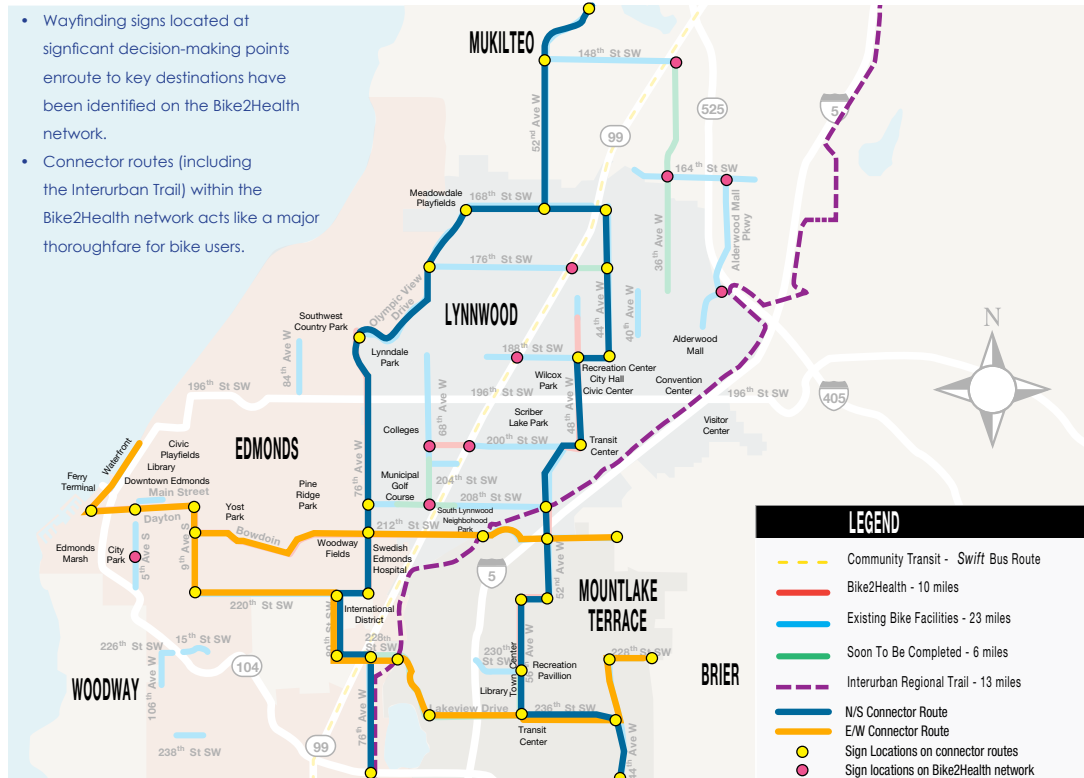 • Wayfinding signs located at
signficant decision-making points
enroute to key destinations have
been identified on the Bike2Health
network.
• Connector routes (including
the Interurban Trail) within the
Bike2Health network acts like a major
thoroughfare for bike users.
MUKILTEO
148th St SW
52nd Ave W
99
525
5
164th St SW
Alderwood Mall
Pkwy
36th Ave W
Meadowdale
Playfields
168th St SW
176th St SW
Olympic View
Drive
LYNNWOOD
44th Ave W
40th Ave W
Southwest
Country Park
84th Ave W
Lynndale
Park
188th St SW
Wilcox
Park
Recreation Center
City Hall
Civic Center
Alderwood
Mall
Convention
Center
N
196th St SW
196th St SW
196th St SW
405
Visitor
Center
68th Ave W
48th Ave W
Scriber
Lake Park
Colleges
200th St SW
Transit
Center
EDMONDS
Waterfront
Civic
Playfields
Library
Downtown Edmonds
Main Street
Ferry
Terminal
Dayton
Yost
Park
Pine
Ridge
Park
76th Ave W
Municipal
Golf
Course
204th St SW
208th St SW
South Lynnwood
Neighbohood
Park
212th St SW
Bowdoin
Woodway
Fields
Swedish
Edmonds
Hospital
Edmonds
Marsh
City
Park
5th Ave S
9th Ave S
5
52nd Ave W
MOUNTLAKE
TERRACE
220th St SW
International
District
80th St SW
228th
St SW
226th St SW
15th St SW
104
WOODWAY
106th Ave W
238th St SW
99
76th Ave W
230th
St SW
56th Ave W
Town Center
Recreation
Pavillion
Library
Lakeview Drive
236th St SW
Transit
Center
228th St SW
BRIER
44th Ave W
LEGEND
Community Transit - Swift Bus Route
Bike2Health - 10 miles
Existing Bike Facilities - 23 miles
Soon To Be Completed - 6 miles
Interurban Regional Trail - 13 miles
N/S Connector Route
E/W Connector Route
Sign Locations on connector routes
Sign locations on Bike2Health network